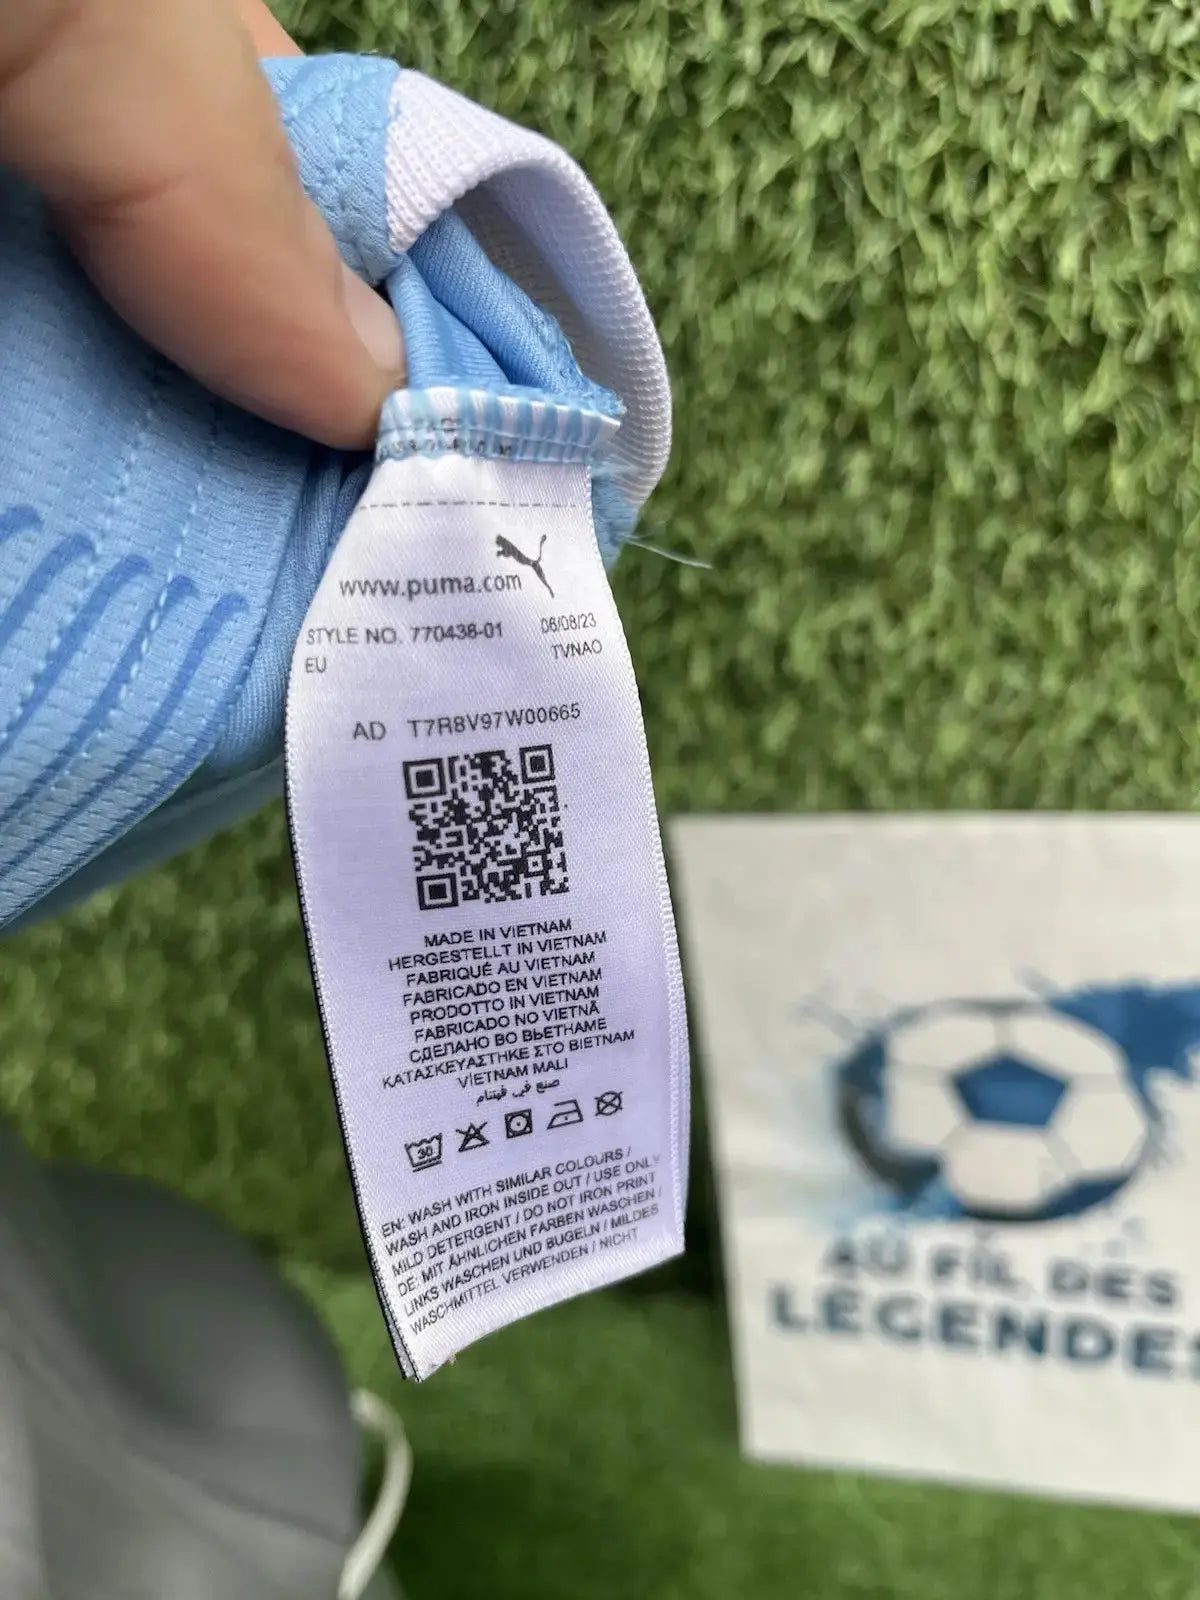 www.puma.com
STYLE NO. 770438-01 06/08/23
EU TVNAO
AD T7R8V97W00665
MADE IN VIETNAM
HERGESTELLT IN VIETNAM
FABRIQUÉ AU VIETNAM
FABRICADO EN VIETNAM
PRODOTTO IN VIETNAM
FABRICADO NO VIETNÃ
СДЕЛАНО ВО ВЬЕТНАМЕ
ΚΑΤΑΣΚΕΥΑΣΤΗΚΕ ΣΤΟ ΒΙΕΤΝΑΜ
VİETNAM MALI
صنع في فيتنام
30
EN: WASH WITH SIMILAR COLOURS /
WASH AND IRON INSIDE OUT / USE ONLY
MILD DETERGENT / DO NOT IRON PRINT
DE: MIT ÄHNLICHEN FARBEN WASCHEN /
LINKS WASCHEN UND BÜGELN / MILDES
WASCHMITTEL VERWENDEN / NICHT
AU FIL DES
LÉGENDES